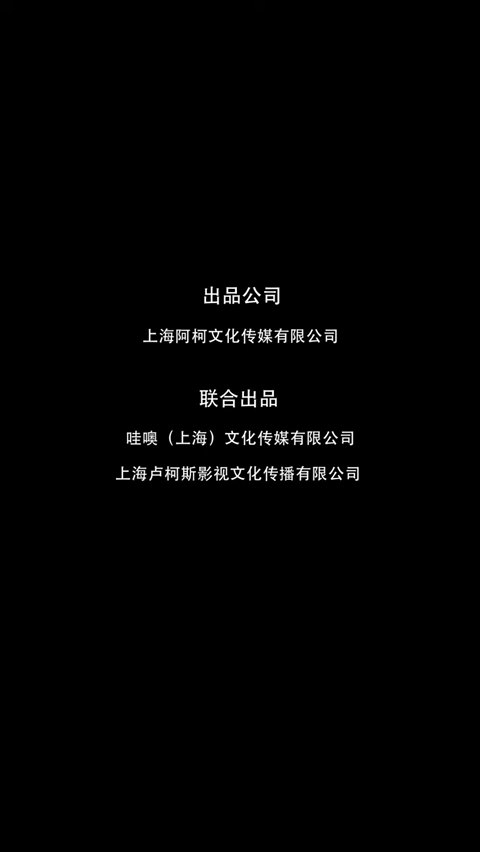 出品公司
上海阿柯文化传媒有限公司
联合出品
哇噢（上海）文化传媒有限公司
上海卢柯斯影视文化传播有限公司